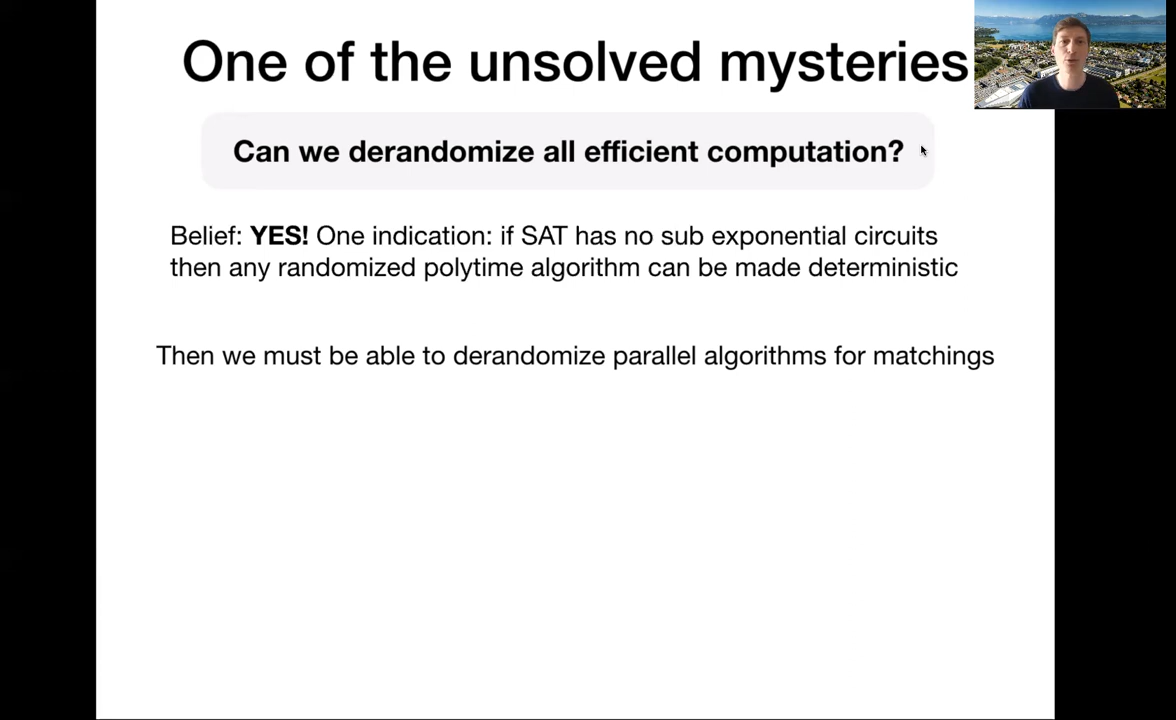 One of the unsolved mysteries
Can we derandomize all efficient computation?
Belief: YES! One indication: if SAT has no sub exponential circuits
then any randomized polytime algorithm can be made deterministic
Then we must be able to derandomize parallel algorithms for matchings